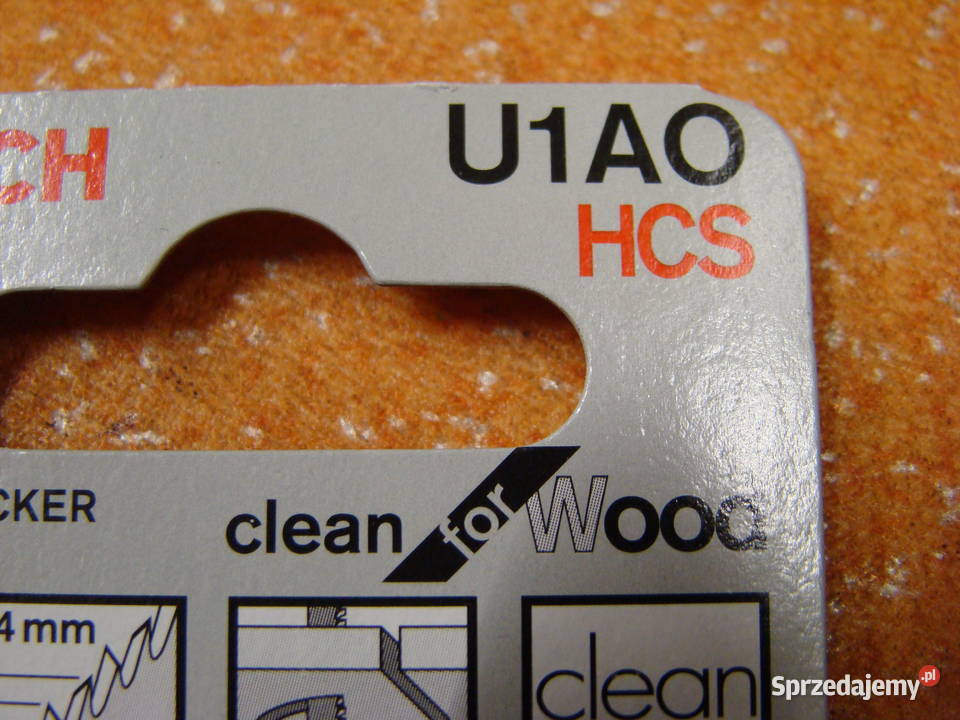 CH
U1AO
HCS
CKER
clean for Wood
4 mm
clean
Sprzedajemy.pl